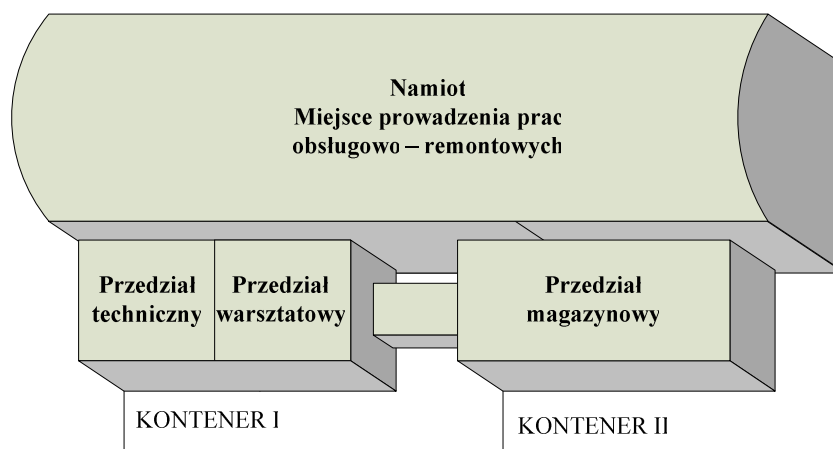 Namiot
Miejsce prowadzenia prac
obsługowo – remontowych
Przedział
techniczny
Przedział
warsztatowy
Przedział
magazynowy
KONTENER I
KONTENER II